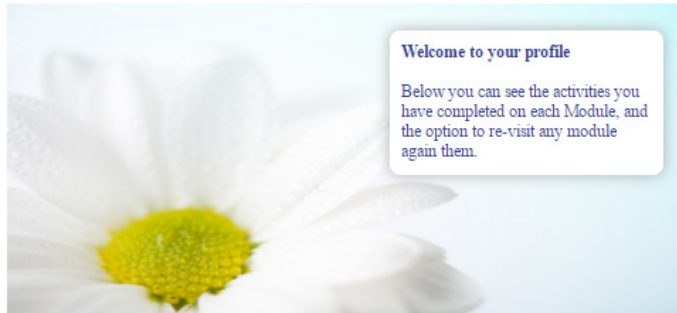 Welcome to your profile
Below you can see the activities you
have completed on each Module, and
the option to re-visit any module
again them.